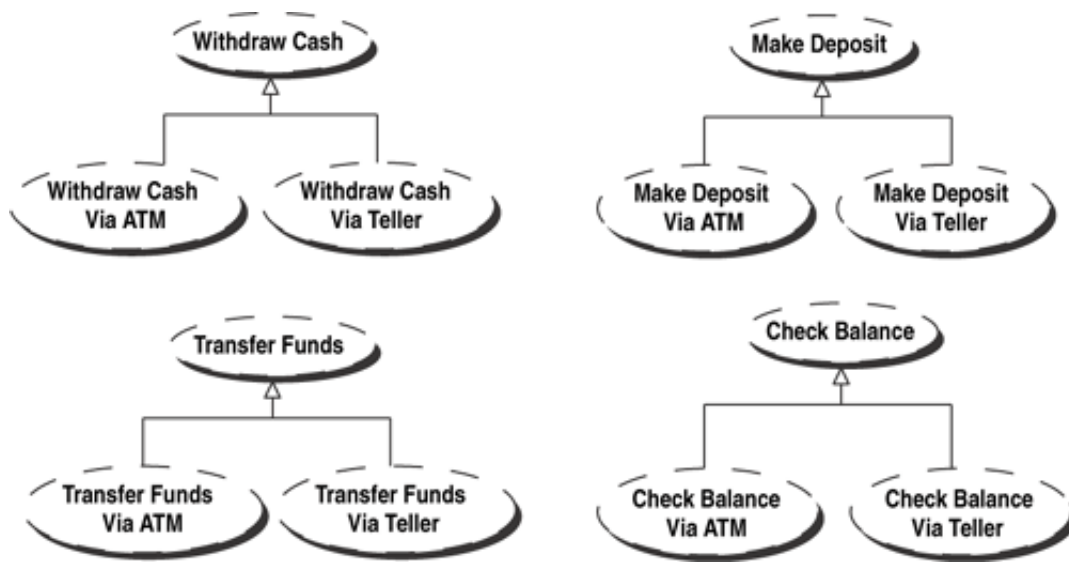 Withdraw Cash
Make Deposit
Withdraw Cash
Via ATM
Withdraw Cash
Via Teller
Make Deposit
Via ATM
Make Deposit
Via Teller
Transfer Funds
Check Balance
Transfer Funds
Via ATM
Transfer Funds
Via Teller
Check Balance
Via ATM
Check Balance
Via Teller